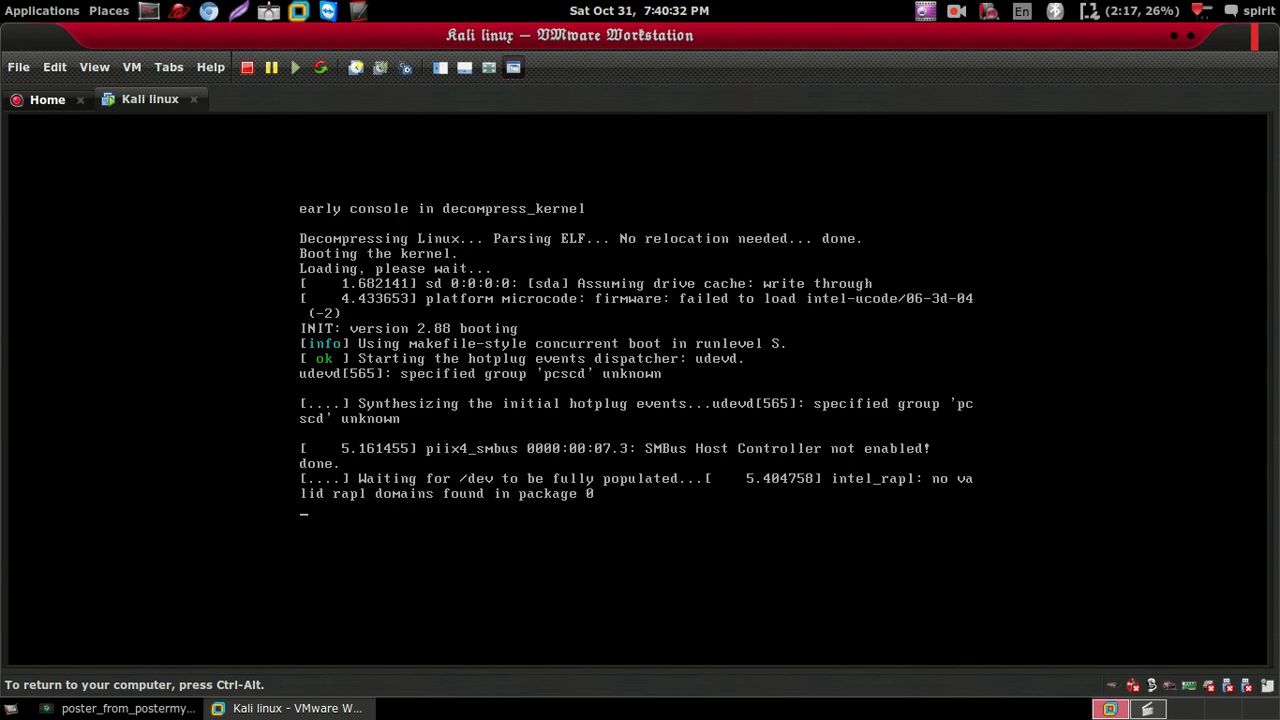 Applications Places Sat Oct 31, 7:40:32 PM En (2:17, 26%) spirit
Kali linux – VMware Workstation
File Edit View VM Tabs Help
Home × Kali linux ×
early console in decompress_kernel
Decompressing Linux... Parsing ELF... No relocation needed... done.
Booting the kernel.
Loading, please wait...
[    1.682141] sd 0:0:0:0: [sda] Assuming drive cache: write through
[    4.433653] platform microcode: firmware: failed to load intel-ucode/06-3d-04
(-2)
INIT: version 2.88 booting
[info] Using makefile-style concurrent boot in runlevel S.
[ ok ] Starting the hotplug events dispatcher: udevd.
udevd[565]: specified group 'pcscd' unknown
[....] Synthesizing the initial hotplug events...udevd[565]: specified group 'pc
scd' unknown
[    5.161455] piix4_smbus 0000:00:07.3: SMBus Host Controller not enabled!
done.
[....] Waiting for /dev to be fully populated...[    5.404758] intel_rapl: no va
lid rapl domains found in package 0
_
To return to your computer, press Ctrl-Alt.
poster_from_postermy... Kali linux - VMware W...